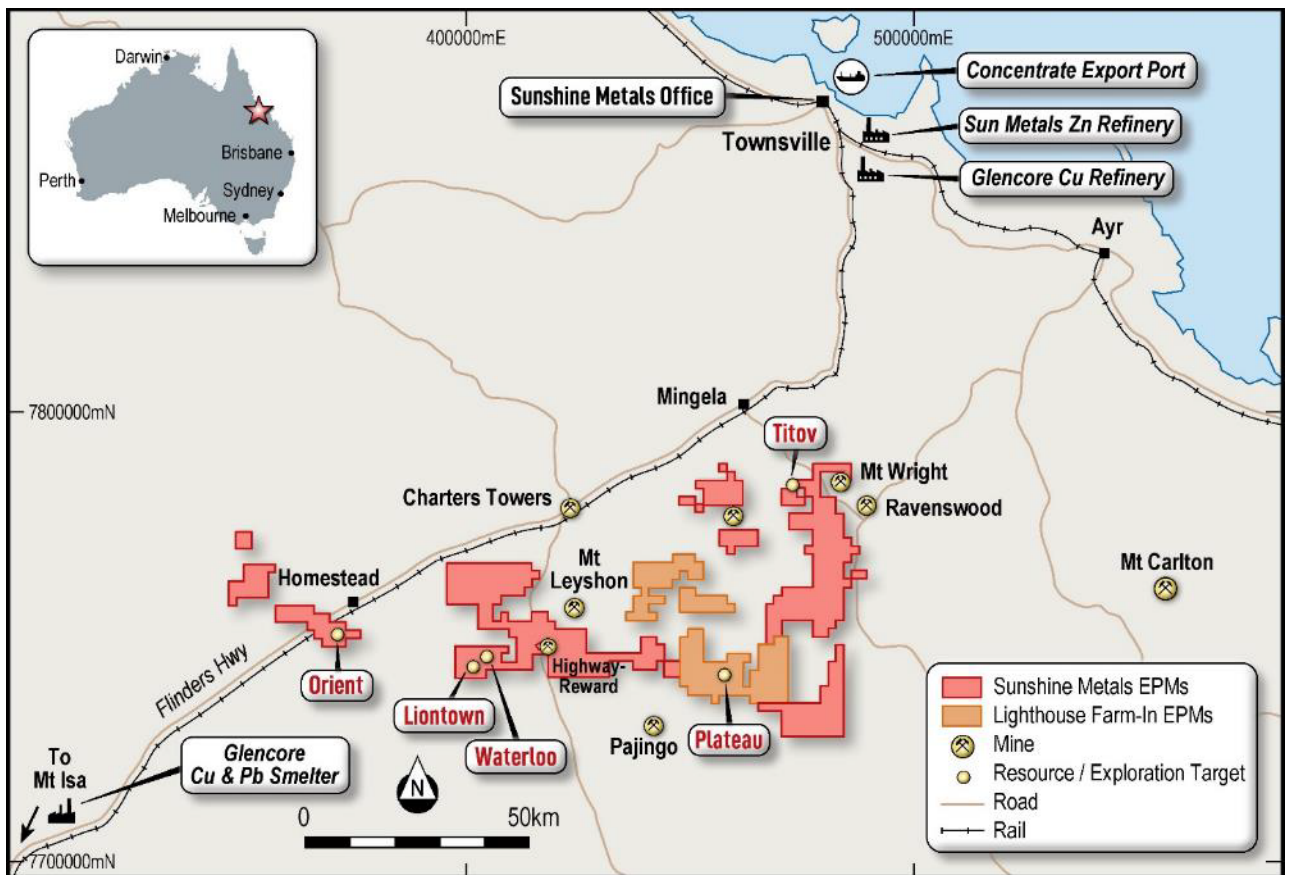 400000mE
500000mE
Darwin
Brisbane
Perth
Sydney
Melbourne
Sunshine Metals Office
Townsville
Concentrate Export Port
Sun Metals Zn Refinery
Glencore Cu Refinery
Ayr
7800000mN
Mingela
Titov
Mt Wright
Charters Towers
Ravenswood
Homestead
Mt
Leyshon
Mt Carlton
Flinders Hwy
Orient
Highway-
Reward
Liontown
Waterloo
Pajingo
Plateau
To
Mt Isa
Glencore
Cu & Pb Smelter
N
0
50km
7700000mN
Sunshine Metals EPMs
Lighthouse Farm-In EPMs
Mine
Resource / Exploration Target
Road
Rail